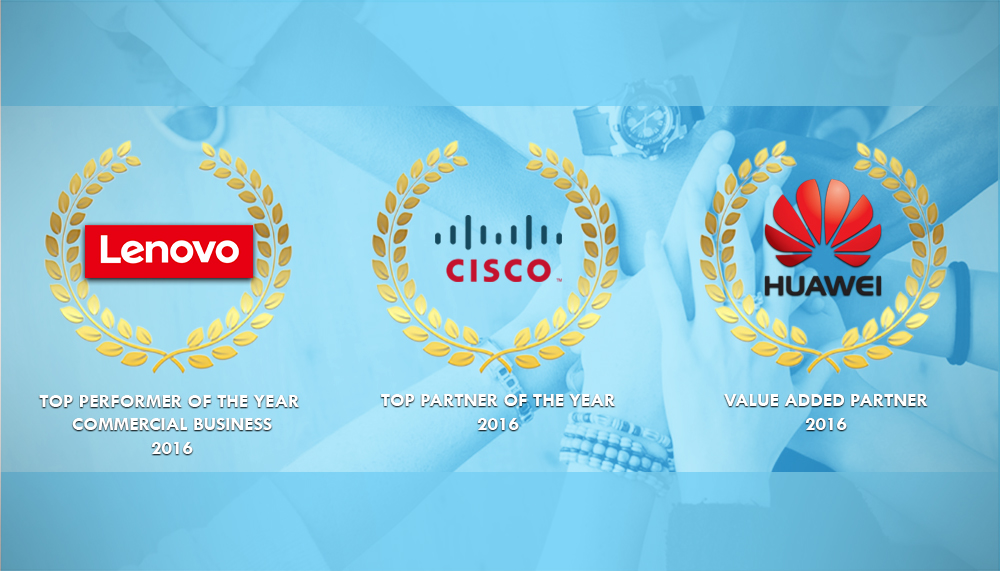 Lenovo
CISCO™
HUAWEI
TOP PERFORMER OF THE YEAR
COMMERCIAL BUSINESS
2016
TOP PARTNER OF THE YEAR
2016
VALUE ADDED PARTNER
2016